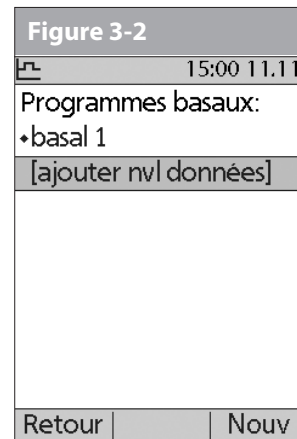 Figure 3-2
15:00 11.11
Programmes basaux:
basal 1
[ajouter nvl données]
Retour Nouv